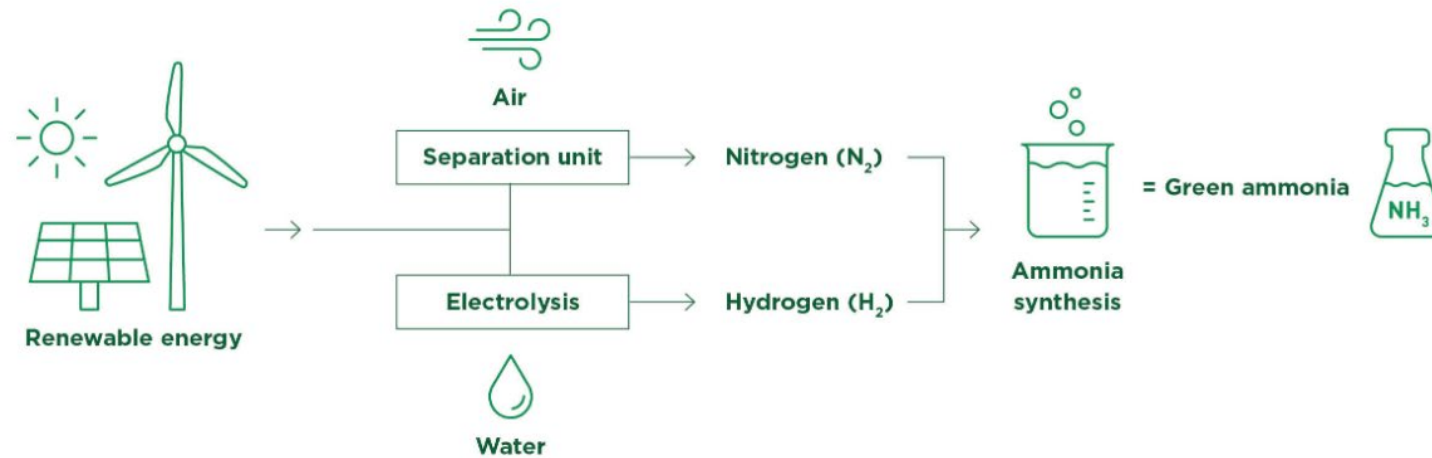 Air
Separation unit
Nitrogen (N₂)
= Green ammonia
NH₃
Renewable energy
Electrolysis
Hydrogen (H₂)
Ammonia
synthesis
Water